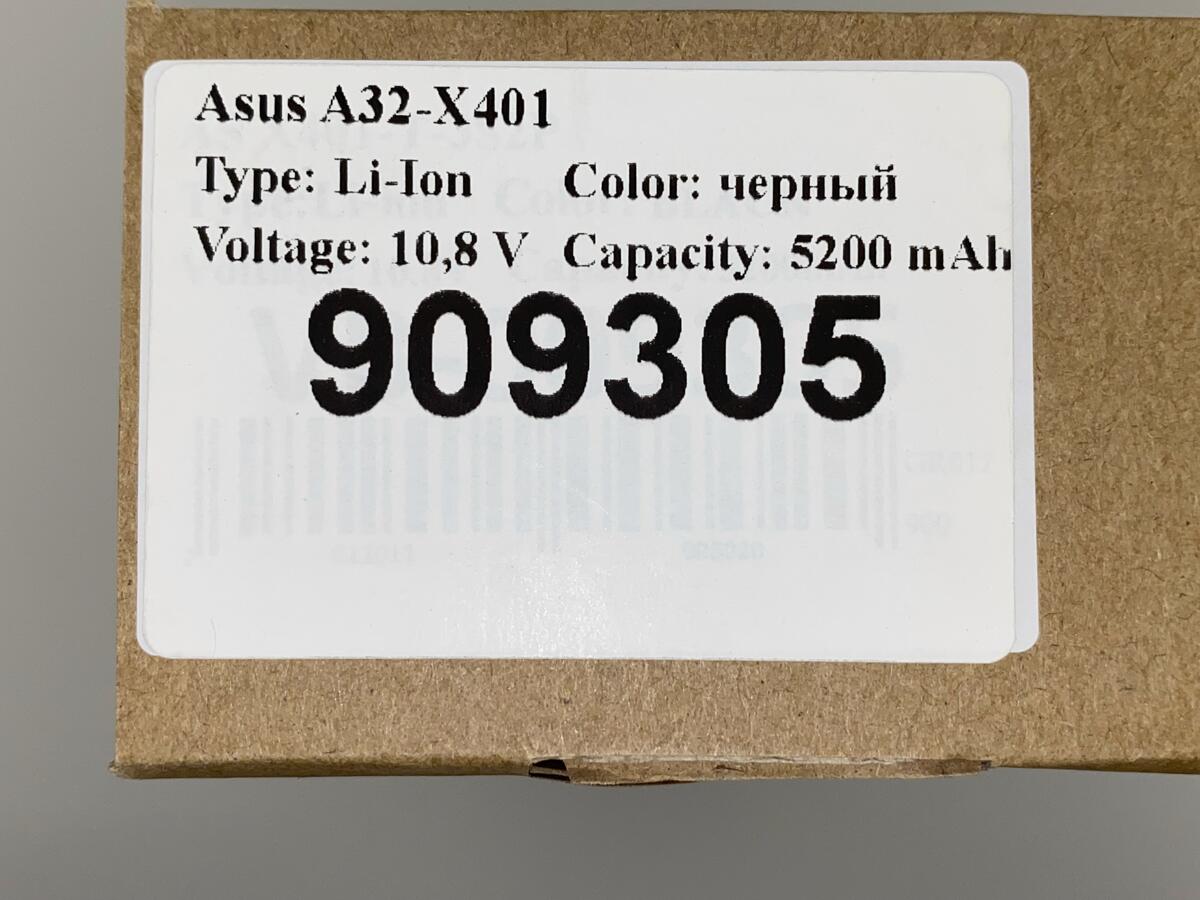 Asus A32-X401
Type: Li-Ion Color: черный
Voltage: 10,8 V Capacity: 5200 mAh
909305